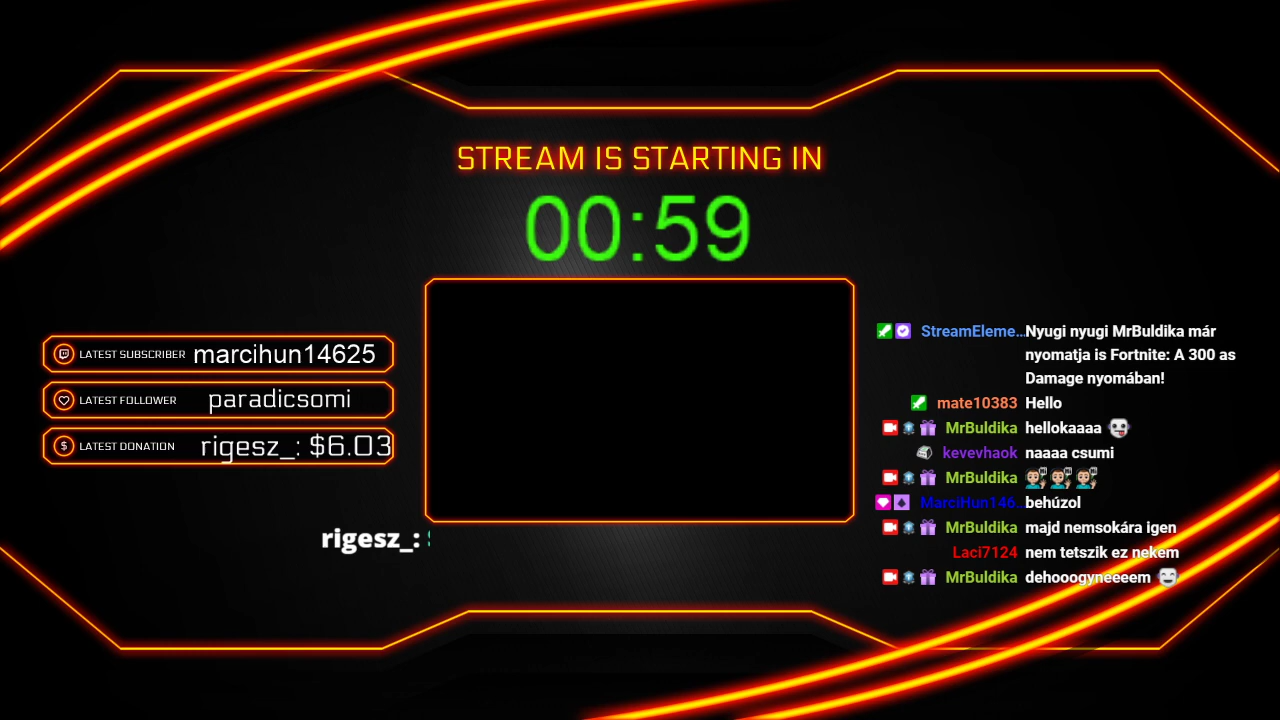 STREAM IS STARTING IN
00:59
LATEST SUBSCRIBER marcihun14625
LATEST FOLLOWER paradicsomi
LATEST DONATION rigesz_: $6.03
rigesz_:
StreamEleme... Nyugi nyugi MrBuldika már
nyomatja is Fortnite: A 300 as
Damage nyomában!
mate10383 Hello
MrBuldika hellokaaaa
kevevhaok naaaa csumi
MrBuldika
MarciHun146... behúzol
MrBuldika majd nemsokára igen
Laci7124 nem tetszik ez nekem
MrBuldika dehooogyneeeem